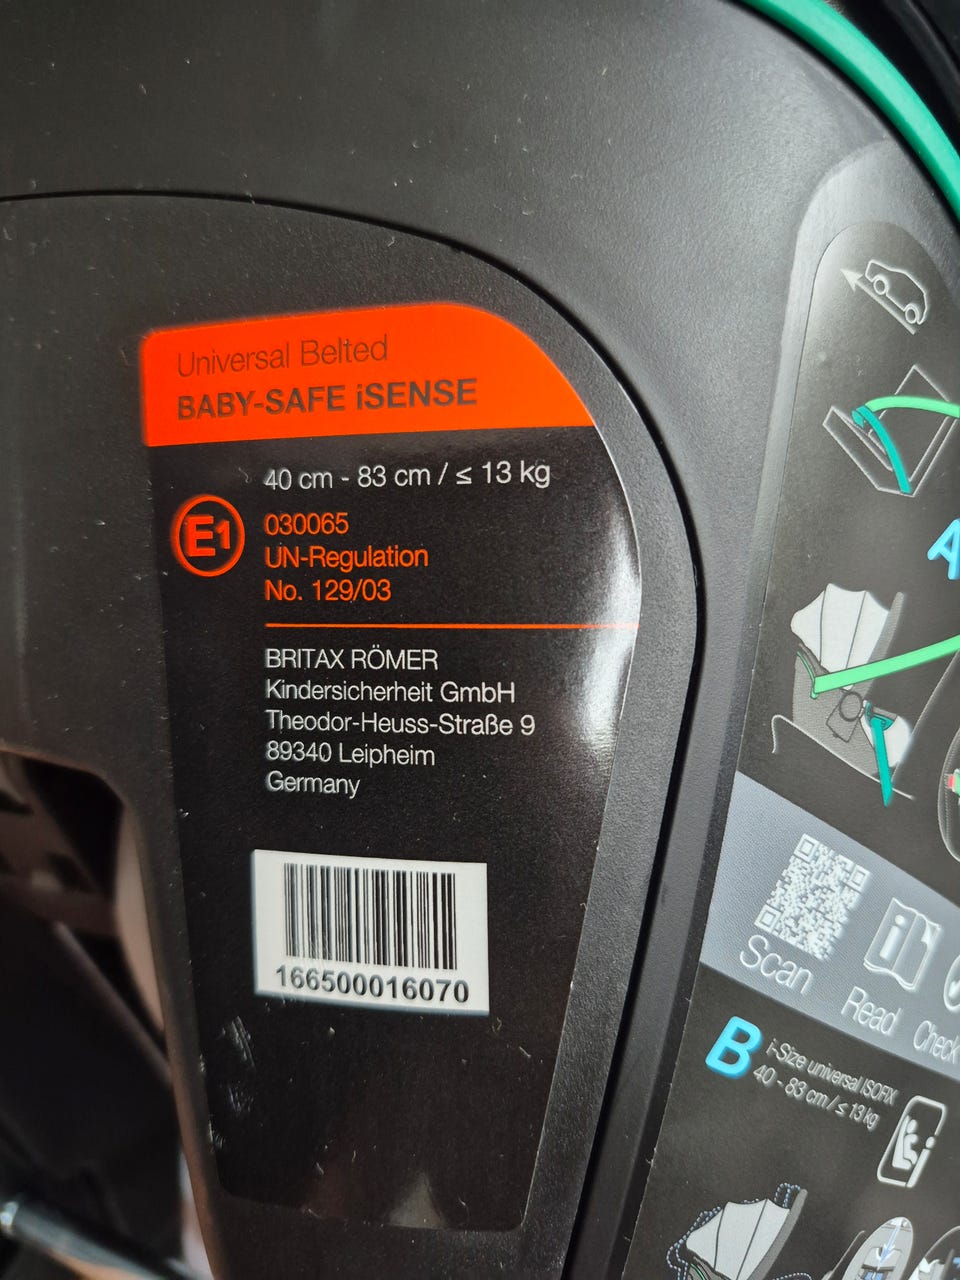 Universal Belted
BABY-SAFE iSENSE
40 cm - 83 cm / ≤ 13 kg
E1
030065
UN-Regulation
No. 129/03
BRITAX RÖMER
Kindersicherheit GmbH
Theodor-Heuss-Straße 9
89340 Leipheim
Germany
166500016070
A
Scan
i
Read
Check
B
i-Size universal ISOFIX
40 - 83 cm / ≤ 13 kg
i